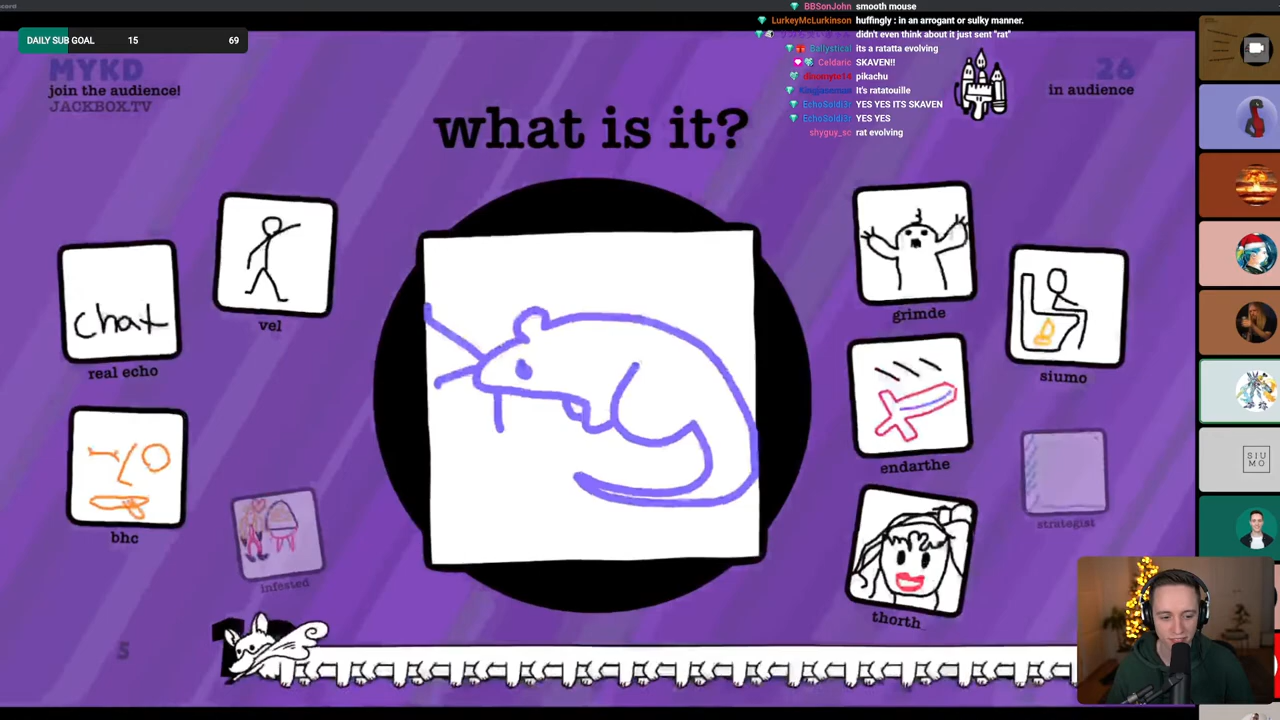 BBSonJohn smooth mouse
LurkeyMcLurkinson huffingly : in an arrogant or sulky manner.
didn't even think about it just sent "rat"
Ballystical its a ratatta evolving
Celdaric SKAVEN!!
dinomyte14 pikachu
It's ratatouille
EchoSoldi3r YES YES ITS SKAVEN
EchoSoldi3r YES YES
shyguy_sc rat evolving
DAILY SUB GOAL 15 69
MYKD
join the audience!
JACKBOX.TV
26
in audience
what is it?
chat
real echo
vel
bhc
infested
grimde
siumo
endarthe
strategist
thorth
5
SIU
MO